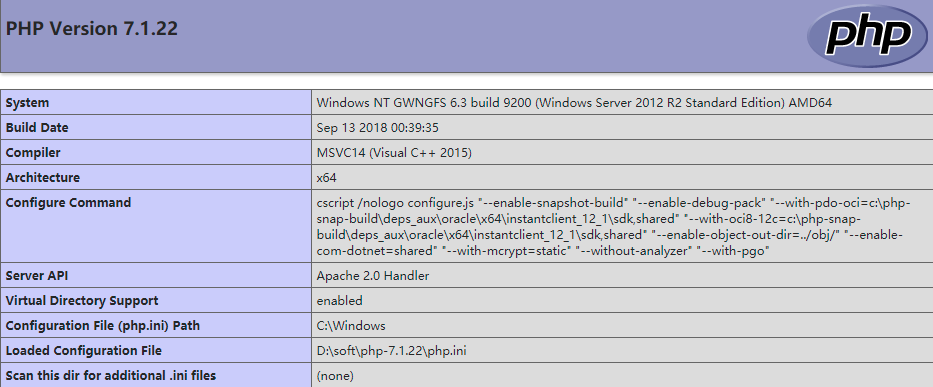 PHP Version 7.1.22
php
System Windows NT GWNGFS 6.3 build 9200 (Windows Server 2012 R2 Standard Edition) AMD64
Build Date Sep 13 2018 00:39:35
Compiler MSVC14 (Visual C++ 2015)
Architecture x64
Configure Command cscript /nologo configure.js "--enable-snapshot-build" "--enable-debug-pack" "--with-pdo-oci=c:\php-
snap-build\deps_aux\oracle\x64\instantclient_12_1\sdk,shared" "--with-oci8-12c=c:\php-snap-
build\deps_aux\oracle\x64\instantclient_12_1\sdk,shared" "--enable-object-out-dir=../obj/" "--enable-
com-dotnet=shared" "--with-mcrypt=static" "--without-analyzer" "--with-pgo"
Server API Apache 2.0 Handler
Virtual Directory Support enabled
Configuration File (php.ini) Path C:\Windows
Loaded Configuration File D:\soft\php-7.1.22\php.ini
Scan this dir for additional .ini files (none)